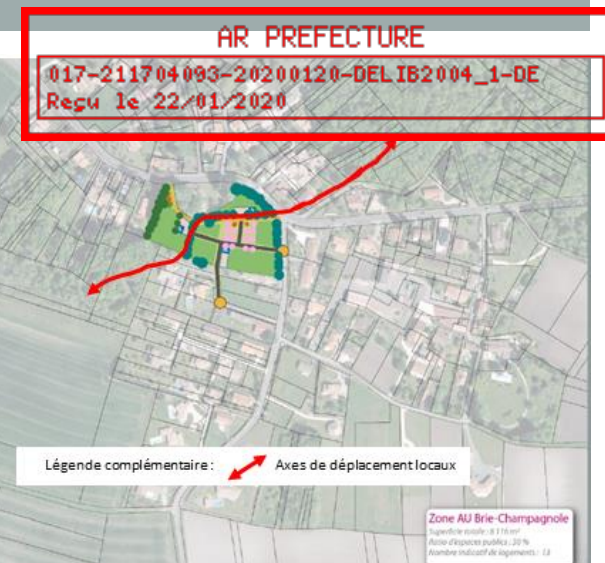 AR PREFECTURE
017-211704093-20200120-DELIB2004_1-DE
Reçu le 22/01/2020
Légende complémentaire :
Axes de déplacement locaux
Zone AU Brie-Champagnole
Superficie totale : 8 116 m²
Ratio d'espaces publics : 20 %
Nombre indicatif de logements : 13